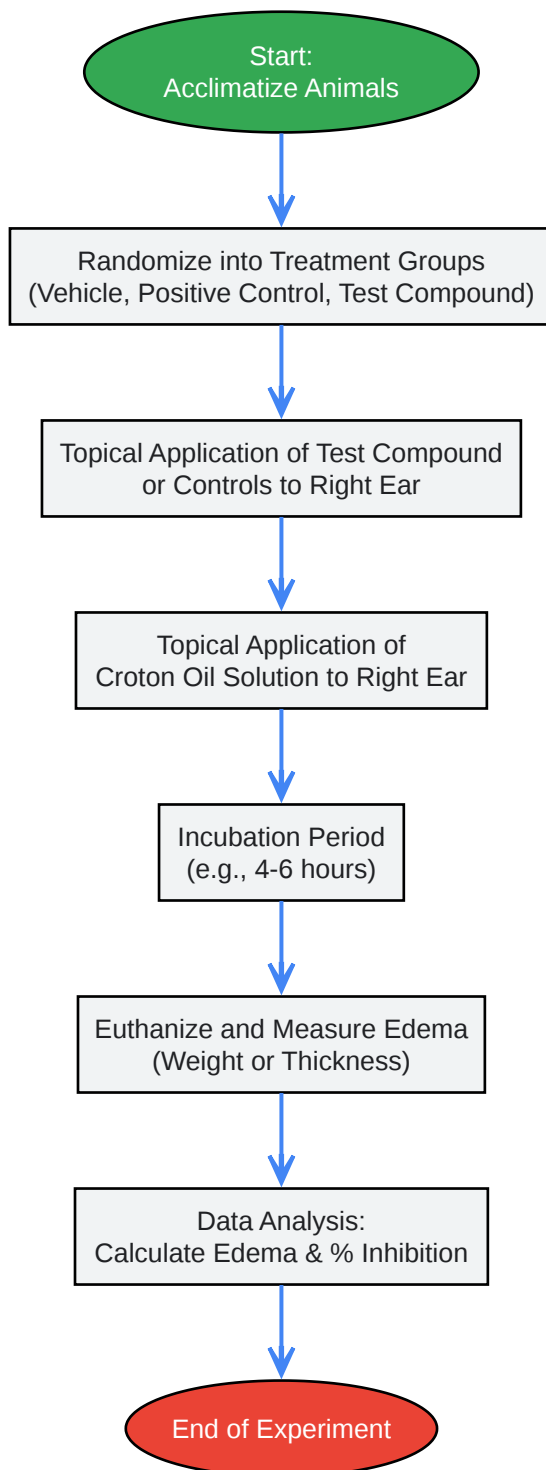 Start:
Acclimatize Animals
Randomize into Treatment Groups
(Vehicle, Positive Control, Test Compound)
Topical Application of Test Compound
or Controls to Right Ear
Topical Application of
Croton Oil Solution to Right Ear
Incubation Period
(e.g., 4-6 hours)
Euthanize and Measure Edema
(Weight or Thickness)
Data Analysis:
Calculate Edema & % Inhibition
End of Experiment